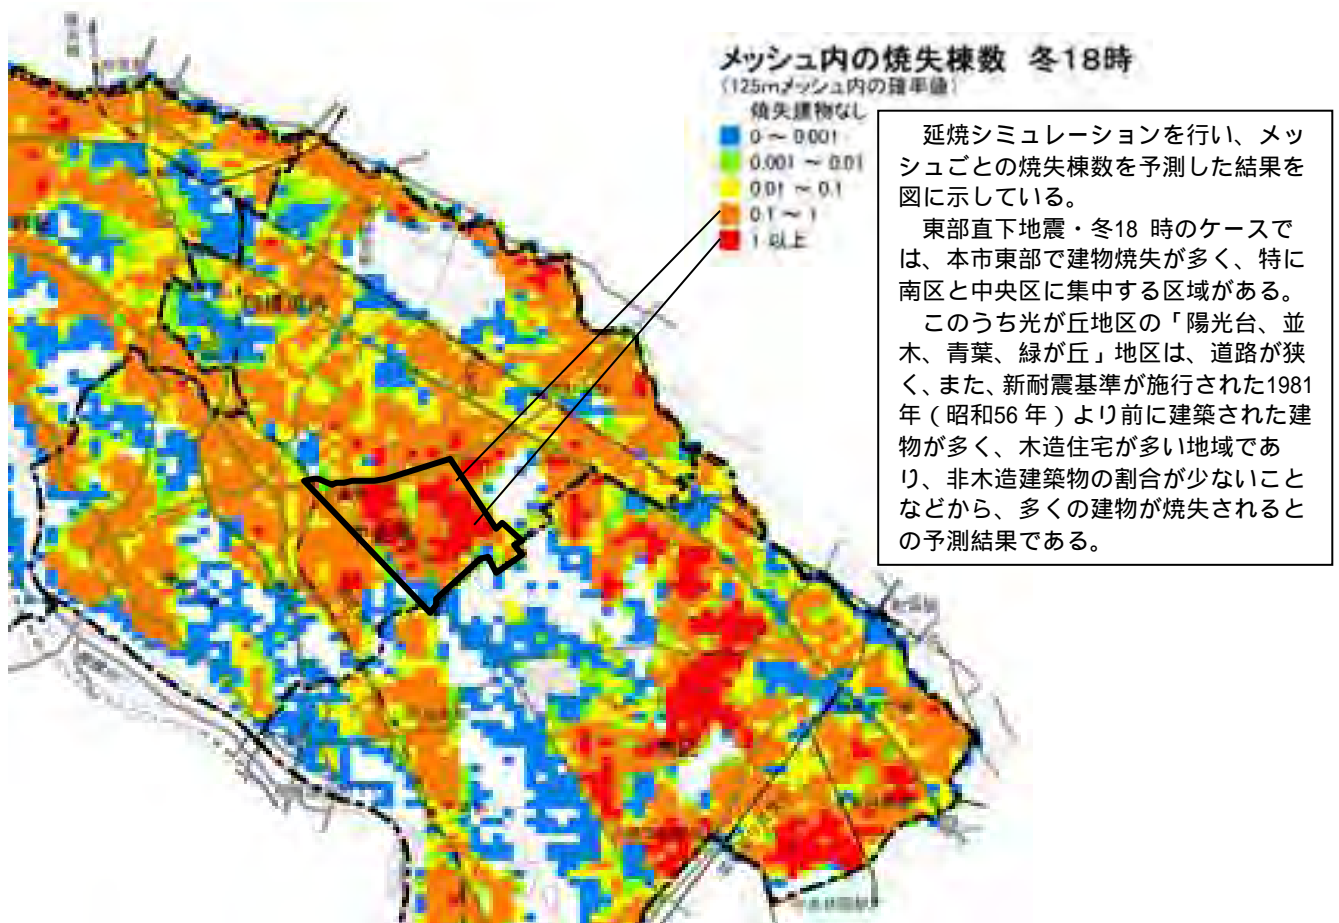 メッシュ内の焼失棟数 冬18時
(125mメッシュ内の確率値)
焼失建物なし
0 ~ 0.001
0.001 ~ 0.01
0.01 ~ 0.1
0.1 ~ 1
1 以上
延焼シミュレーションを行い、メッ
シュごとの焼失棟数を予測した結果を
図に示している。
東部直下地震・冬18 時のケースで
は、本市東部で建物焼失が多く、特に
南区と中央区に集中する区域がある。
このうち光が丘地区の「陽光台、並
木、青葉、緑が丘」地区は、道路が狭
く、また、新耐震基準が施行された1981
年(昭和56 年)より前に建築された建
物が多く、木造住宅が多い地域であ
り、非木造建築物の割合が少ないこと
などから、多くの建物が焼失されると
の予測結果である。